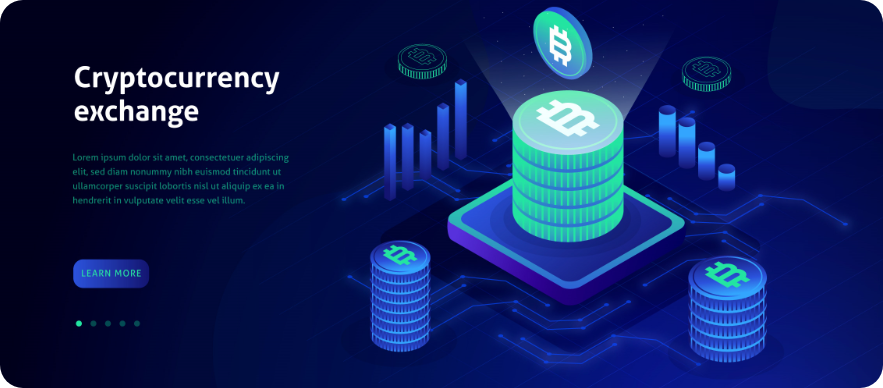 Cryptocurrency
exchange
Lorem ipsum dolor sit amet, consectetuer adipiscing
elit, sed diam nonummy nibh euismod tincidunt ut
ullamcorper suscipit lobortis nisl ut aliquip ex ea in
hendrerit in vulputate velit esse vel illum.
LEARN MORE